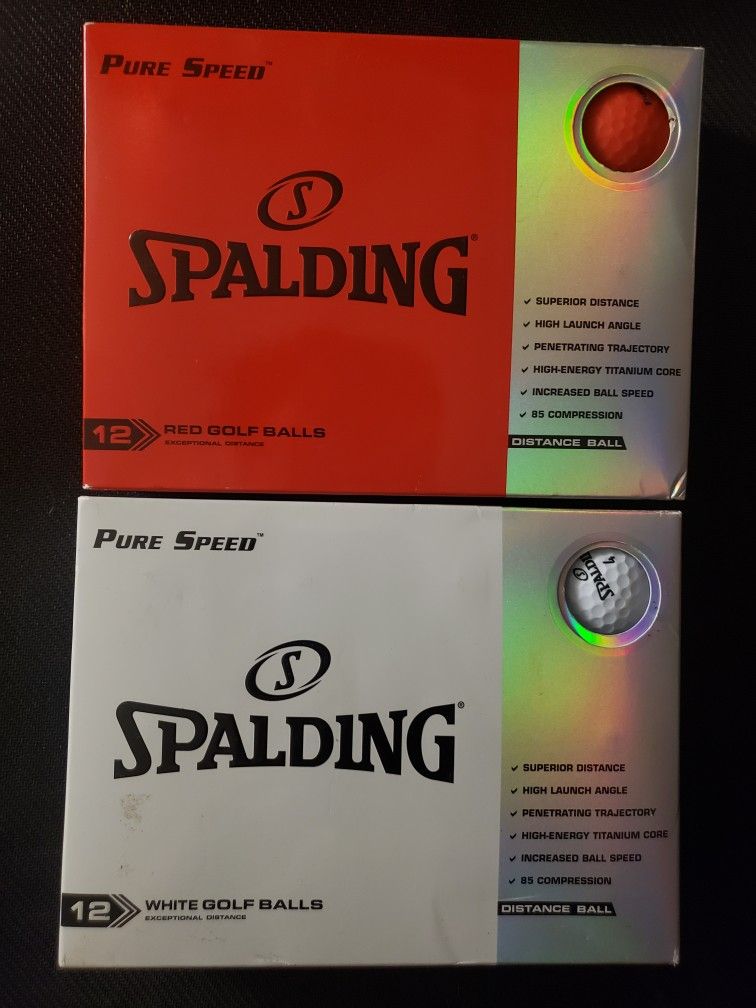 PURE SPEED™
S
SPALDING®
✓ SUPERIOR DISTANCE
✓ HIGH LAUNCH ANGLE
✓ PENETRATING TRAJECTORY
✓ HIGH-ENERGY TITANIUM CORE
✓ INCREASED BALL SPEED
✓ 85 COMPRESSION
12 RED GOLF BALLS
EXCEPTIONAL DISTANCE
DISTANCE BALL
PURE SPEED™
4
S
SPALDI
S
SPALDING®
✓ SUPERIOR DISTANCE
✓ HIGH LAUNCH ANGLE
✓ PENETRATING TRAJECTORY
✓ HIGH-ENERGY TITANIUM CORE
✓ INCREASED BALL SPEED
✓ 85 COMPRESSION
12 WHITE GOLF BALLS
EXCEPTIONAL DISTANCE
DISTANCE BALL